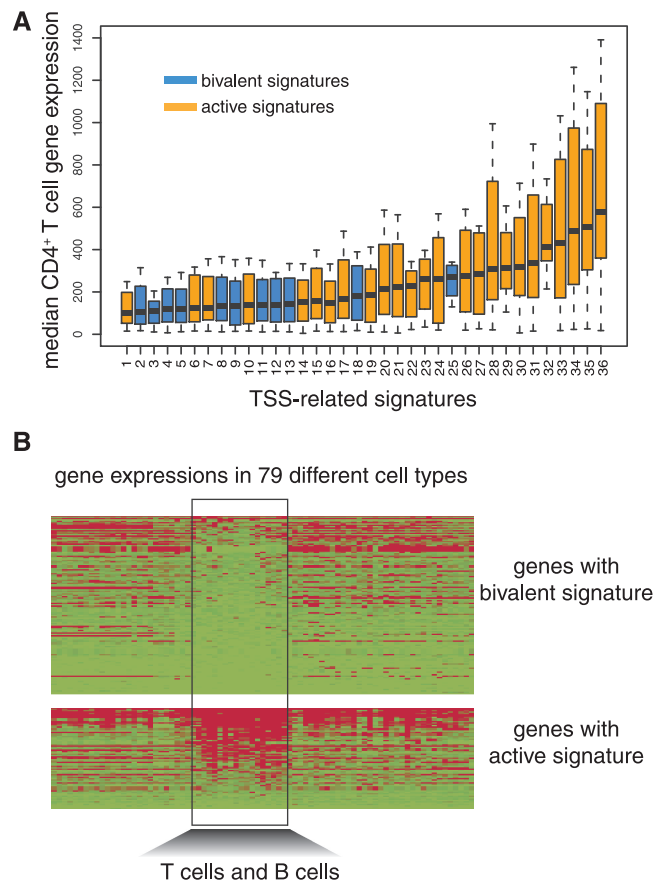 A
median CD4+ T cell gene expression
1400
1200
1000
800
600
400
200
0
bivalent signatures
active signatures
1 2 3 4 5 6 7 8 9 10 11 12 13 14 15 16 17 18 19 20 21 22 23 24 25 26 27 28 29 30 31 32 33 34 35 36
TSS-related signatures
B
gene expressions in 79 different cell types
genes with
bivalent signature
genes with
active signature
T cells and B cells